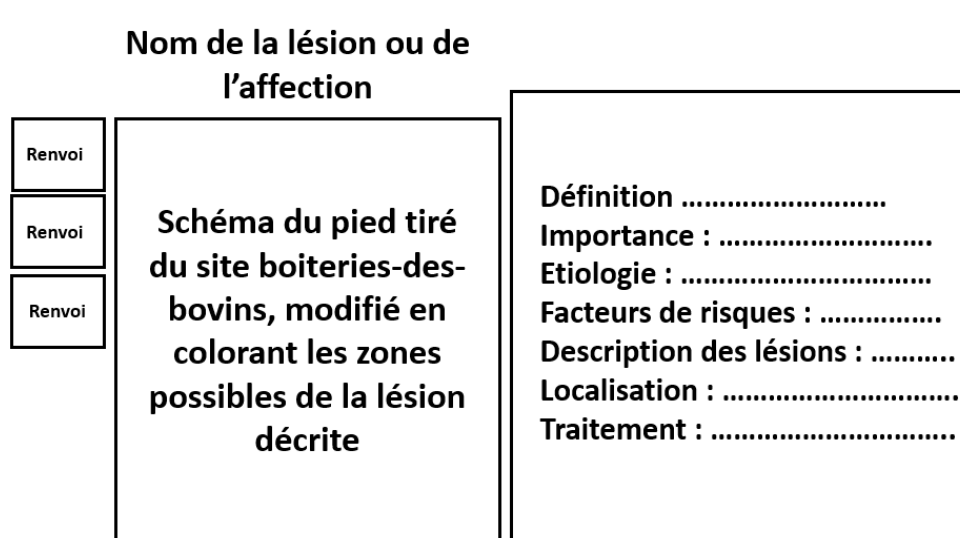 Nom de la lésion ou de
l’affection
Renvoi
Renvoi
Renvoi
Schéma du pied tiré
du site boiteries-des-
bovins, modifié en
colorant les zones
possibles de la lésion
décrite
Définition ...........................
Importance : ............................
Etiologie : .................................
Facteurs de risques : ................
Description des lésions : ...........
Localisation : ...............................
Traitement : ................................